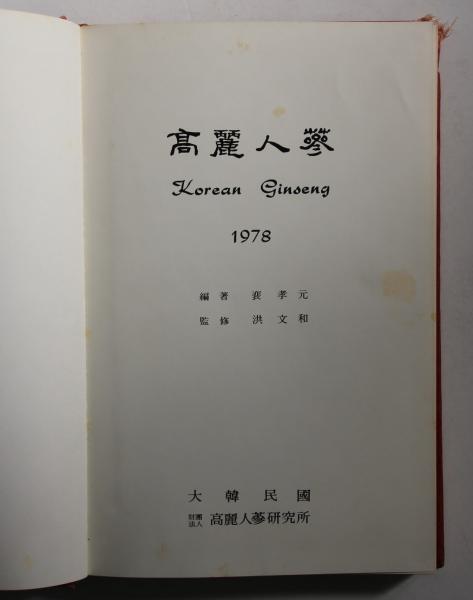 高麗人蔘
Korean Ginseng
1978
編著 裵孝元
監修 洪文和
大韓民國
財團法人 高麗人蔘研究所